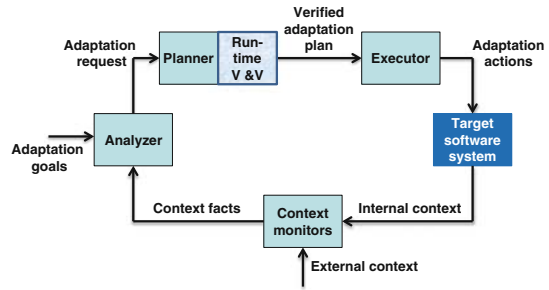 Adaptation
request
Planner
Run-
time
V &V
Verified
adaptation
plan
Executor
Adaptation
actions
Analyzer
Adaptation
goals
Target
software
system
Context facts
Context
monitors
Internal context
External context